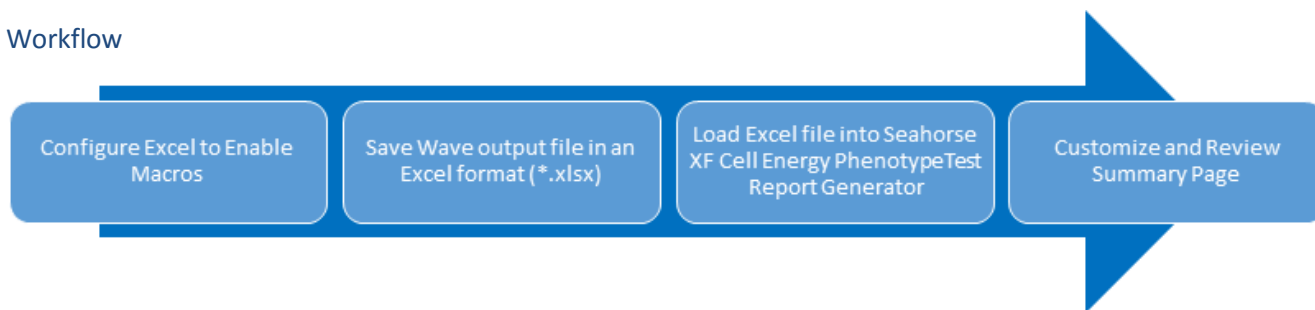 Workflow
Configure Excel to Enable
Macros
Save Wave output file in an
Excel format (*.xlsx)
Load Excel file into Seahorse
XF Cell Energy PhenotypeTest
Report Generator
Customize and Review
Summary Page